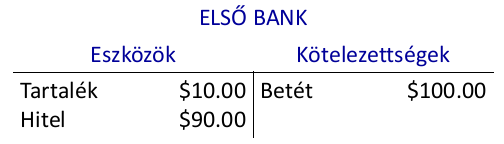 ELSŐ BANK
Eszközök Kötelezettségek
Tartalék $10.00 Betét $100.00
Hitel $90.00